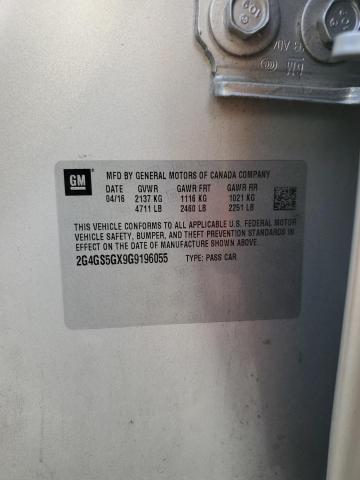 GM
MFD BY GENERAL MOTORS OF CANADA COMPANY
DATE GVWR GAWR FRT GAWR RR
04/16 2137 KG 1116 KG 1021 KG
4711 LB 2460 LB 2251 LB
THIS VEHICLE CONFORMS TO ALL APPLICABLE U.S. FEDERAL MOTOR
VEHICLE SAFETY, BUMPER, AND THEFT PREVENTION STANDARDS IN
EFFECT ON THE DATE OF MANUFACTURE SHOWN ABOVE.
2G4GS5GX9G9196055 TYPE: PASS CAR